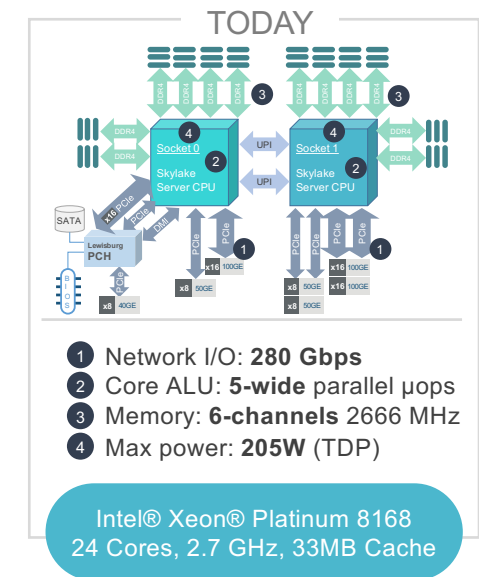 TODAY
DDR4 DDR4 DDR4 DDR4
DDR4 DDR4 DDR4 DDR4
3
3
4
4
DDR4
DDR4
Socket 0
2
Skylake
Server CPU
UPI
UPI
Socket 1
2
Skylake
Server CPU
DDR4
DDR4
x16 PCIe
PCIe
DMI
SATA
Lewisburg
PCH
BIOS
PCIe
x8 40GE
PCIe PCIe
1
x16 100GE
x8 50GE
PCIe PCIe
1
x8 50GE
x8 50GE
x16 100GE
x16 100GE
1 Network I/O: 280 Gbps
2 Core ALU: 5-wide parallel µops
3 Memory: 6-channels 2666 MHz
4 Max power: 205W (TDP)
Intel® Xeon® Platinum 8168
24 Cores, 2.7 GHz, 33MB Cache